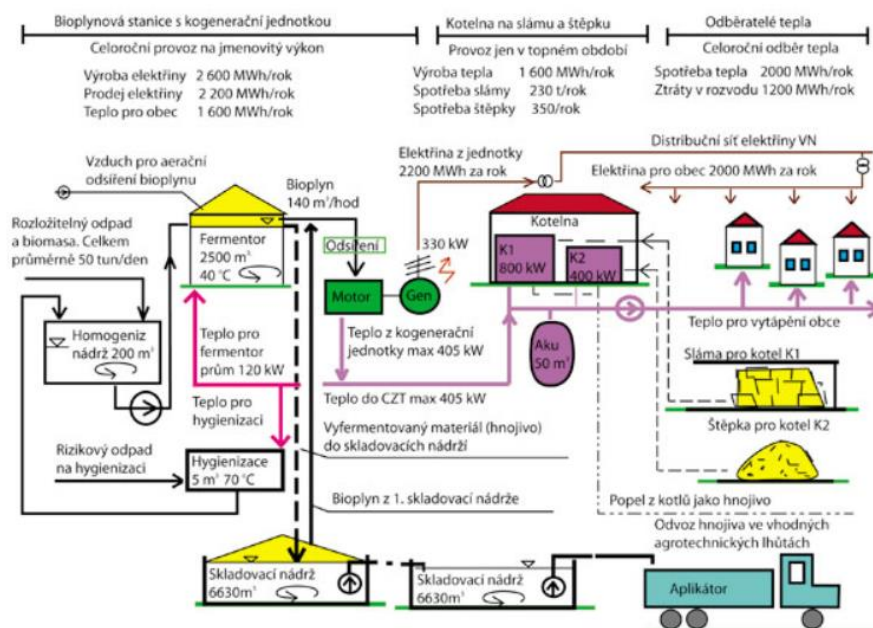 Bioplynová stanice s kogenerační jednotkou
Celoroční provoz na jmenovitý výkon
Výroba elektřiny 2 600 MWh/rok
Prodej elektřiny 2 200 MWh/rok
Teplo pro obec 1 600 MWh/rok
Kotelna na slámu a štěpku
Provoz jen v topném období
Výroba tepla 1 600 MWh/rok
Spotřeba slámy 230 t/rok
Spotřeba štěpky 350/rok
Odběratelé tepla
Celoroční odběr tepla
Spotřeba tepla 2000 MWh/rok
Ztráty v rozvodu 1200 MWh/rok
Vzduch pro aerační
odsíření bioplynu
Bioplyn
140 m³/hod
Elektřina z jednotky
2200 MWh za rok
Distribuční síť elektřiny VN
Elektřina pro obec 2000 MWh za rok
Rozložitelný odpad
a biomasa. Celkem
průměrně 50 tun/den
Fermentor
2500 m³
40 °C
Odsíření
330 kW
Motor
Gen
Kotelna
K1
800 kW
K2
400 kW
Homogeniz
nádrž 200 m³
Teplo pro
fermentor
prům 120 kW
Teplo z kogenerační
jednotky max 405 kW
Aku
50 m³
Teplo pro vytápění obce
Teplo do CZT max 405 kW
Sláma pro kotel K1
Teplo pro
hygienizaci
Vyfermentovaný materiál (hnojivo)
do skladovacích nádrží
Štěpka pro kotel K2
Rizikový odpad
na hygienizaci
Hygienizace
5 m³ 70 °C
Bioplyn z 1. skladovací nádrže
Popel z kotlů jako hnojivo
Odvoz hnojiva ve vhodných
agrotechnických lhůtách
Skladovací nádrž
6630m³
Skladovací nádrž
6630m³
Aplikátor